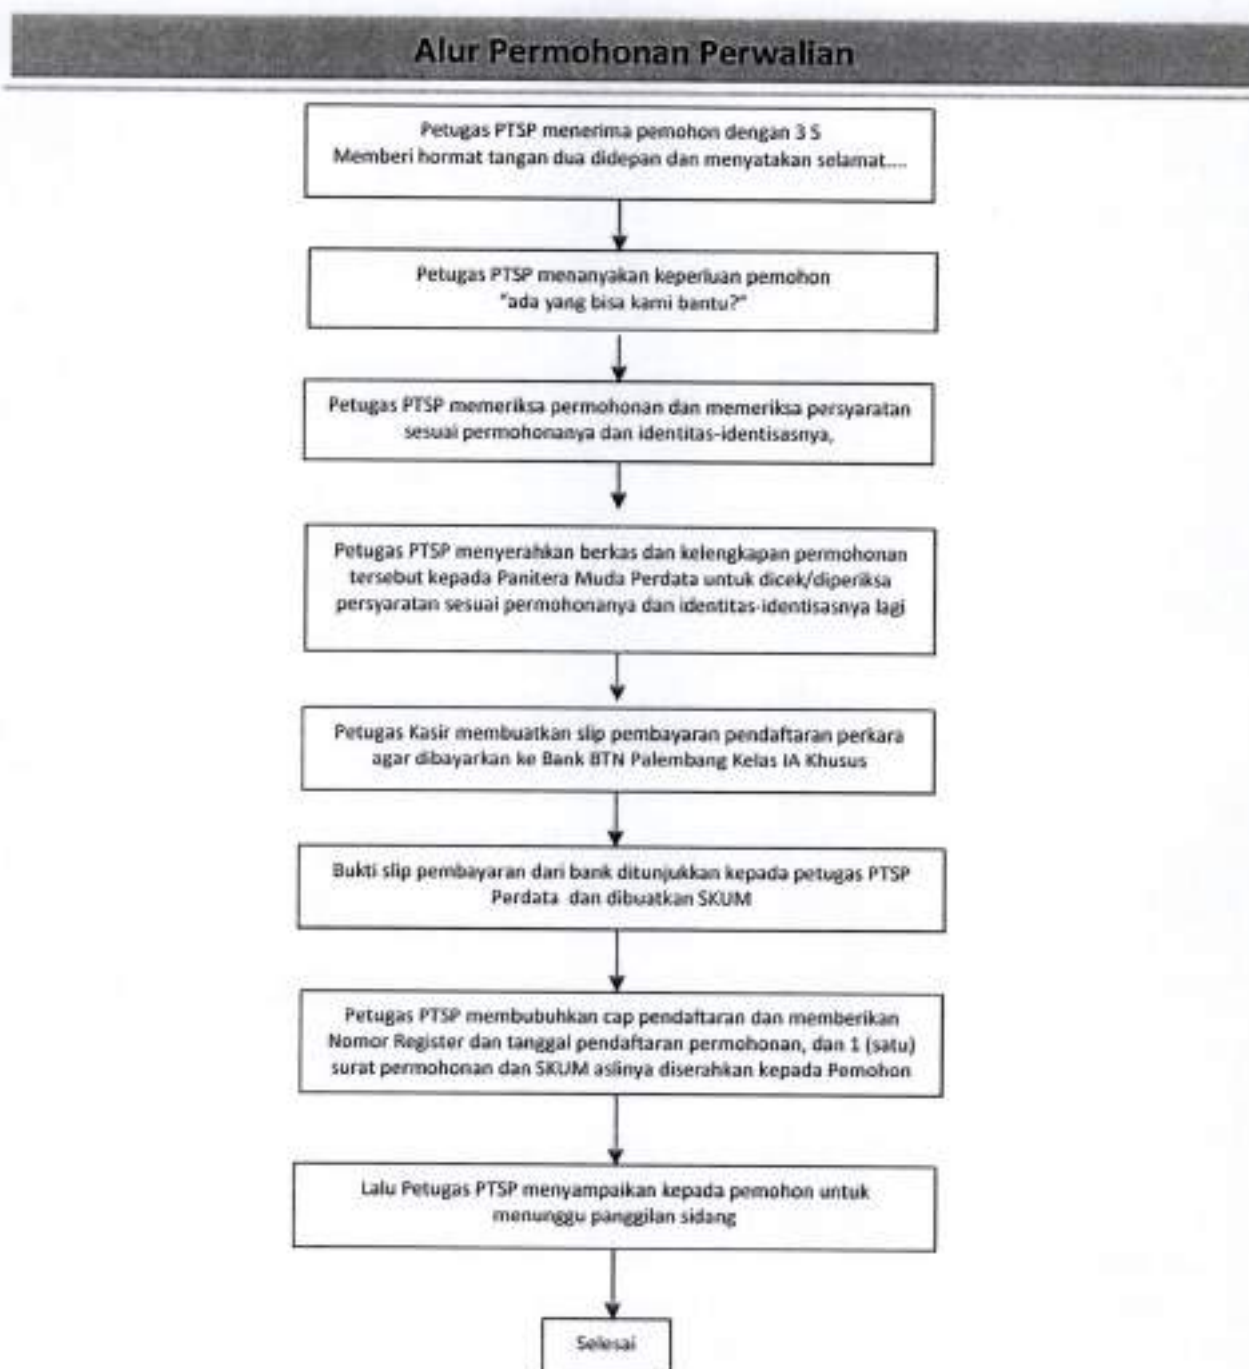 Alur Permohonan Perwalian
Petugas PTSP menerima pemohon dengan 3 S
Memberi hormat tangan dua didepan dan menyatakan selamat....
Petugas PTSP menanyakan keperluan pemohon
"ada yang bisa kami bantu?"
Petugas PTSP memeriksa permohonan dan memeriksa persyaratan
sesuai permohonanya dan identitas-identisasnya,
Petugas PTSP menyerahkan berkas dan kelengkapan permohonan
tersebut kepada Panitera Muda Perdata untuk dicek/diperiksa
persyaratan sesuai permohonanya dan identitas-identisasnya lagi
Petugas Kasir membuatkan slip pembayaran pendaftaran perkara
agar dibayarkan ke Bank BTN Palembang Kelas IA Khusus
Bukti slip pembayaran dari bank ditunjukkan kepada petugas PTSP
Perdata dan dibuatkan SKUM
Petugas PTSP membubuhkan cap pendaftaran dan memberikan
Nomor Register dan tanggal pendaftaran permohonan, dan 1 (satu)
surat permohonan dan SKUM aslinya diserahkan kepada Pemohon
Lalu Petugas PTSP menyampaikan kepada pemohon untuk
menunggu panggilan sidang
Selesai